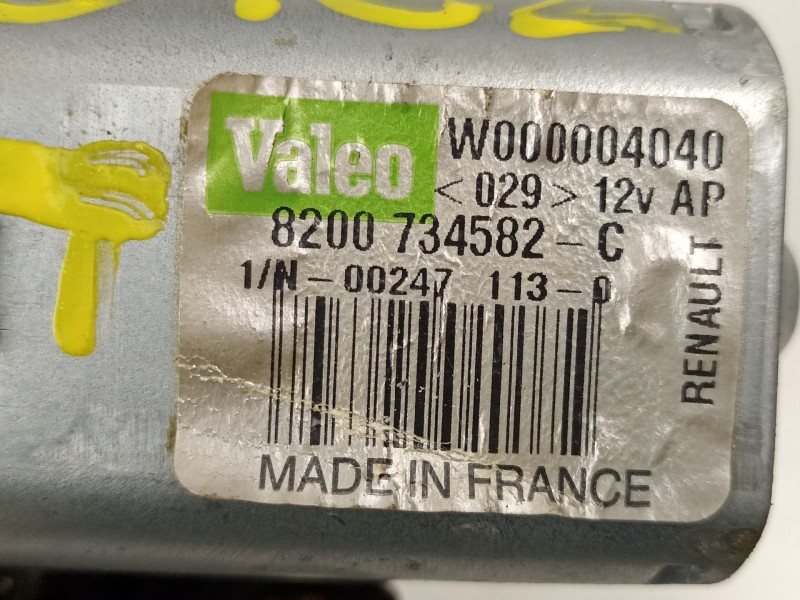 Valeo
W000004040
<029> 12v AP
8200 734582-C
1/N-00247 113-0
RENAULT
MADE IN FRANCE